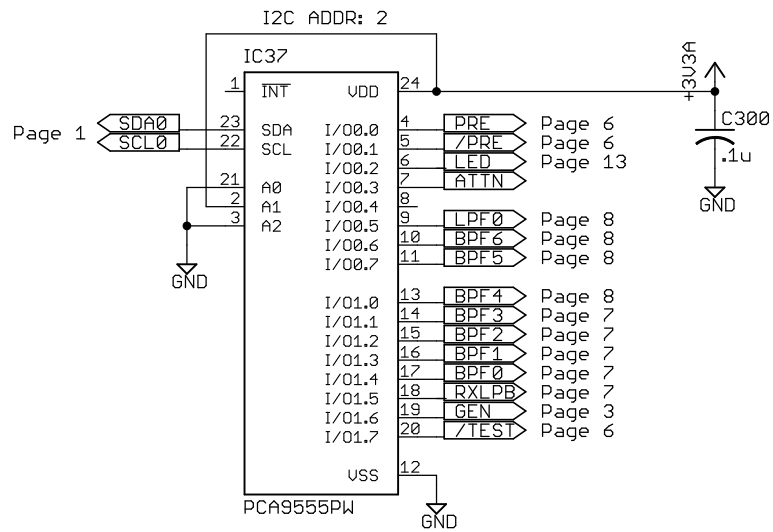 I2C ADDR: 2
IC37
+3V3A
1 INT VDD 24
C300
.1u
GND
Page 1
SDA0 23 SDA I/O0.0 4 PRE Page 6
SCL0 22 SCL I/O0.1 5 /PRE Page 6
I/O0.2 6 LED Page 13
21 A0 I/O0.3 7 ATTN
2 A1 I/O0.4 8
3 A2 I/O0.5 9 LPF0 Page 8
I/O0.6 10 BPF6 Page 8
I/O0.7 11 BPF5 Page 8
GND
I/O1.0 13 BPF4 Page 8
I/O1.1 14 BPF3 Page 7
I/O1.2 15 BPF2 Page 7
I/O1.3 16 BPF1 Page 7
I/O1.4 17 BPF0 Page 7
I/O1.5 18 RXLPB Page 7
I/O1.6 19 GEN Page 3
I/O1.7 20 /TEST Page 6
VSS 12
PCA9555PW
GND